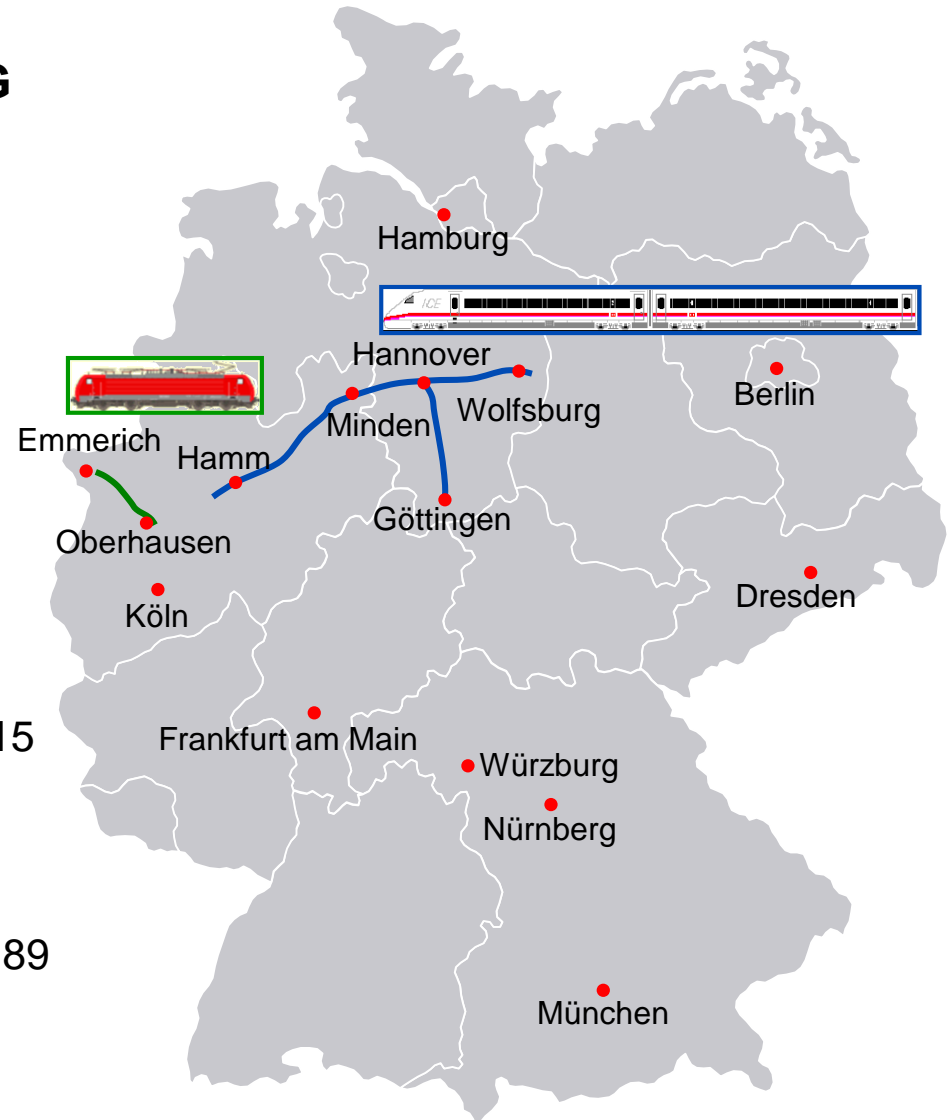 G
Hamburg
ICE
Hannover
Berlin
Wolfsburg
Minden
Emmerich
Hamm
Göttingen
Oberhausen
Dresden
Köln
15
Frankfurt am Main
Würzburg
Nürnberg
89
München